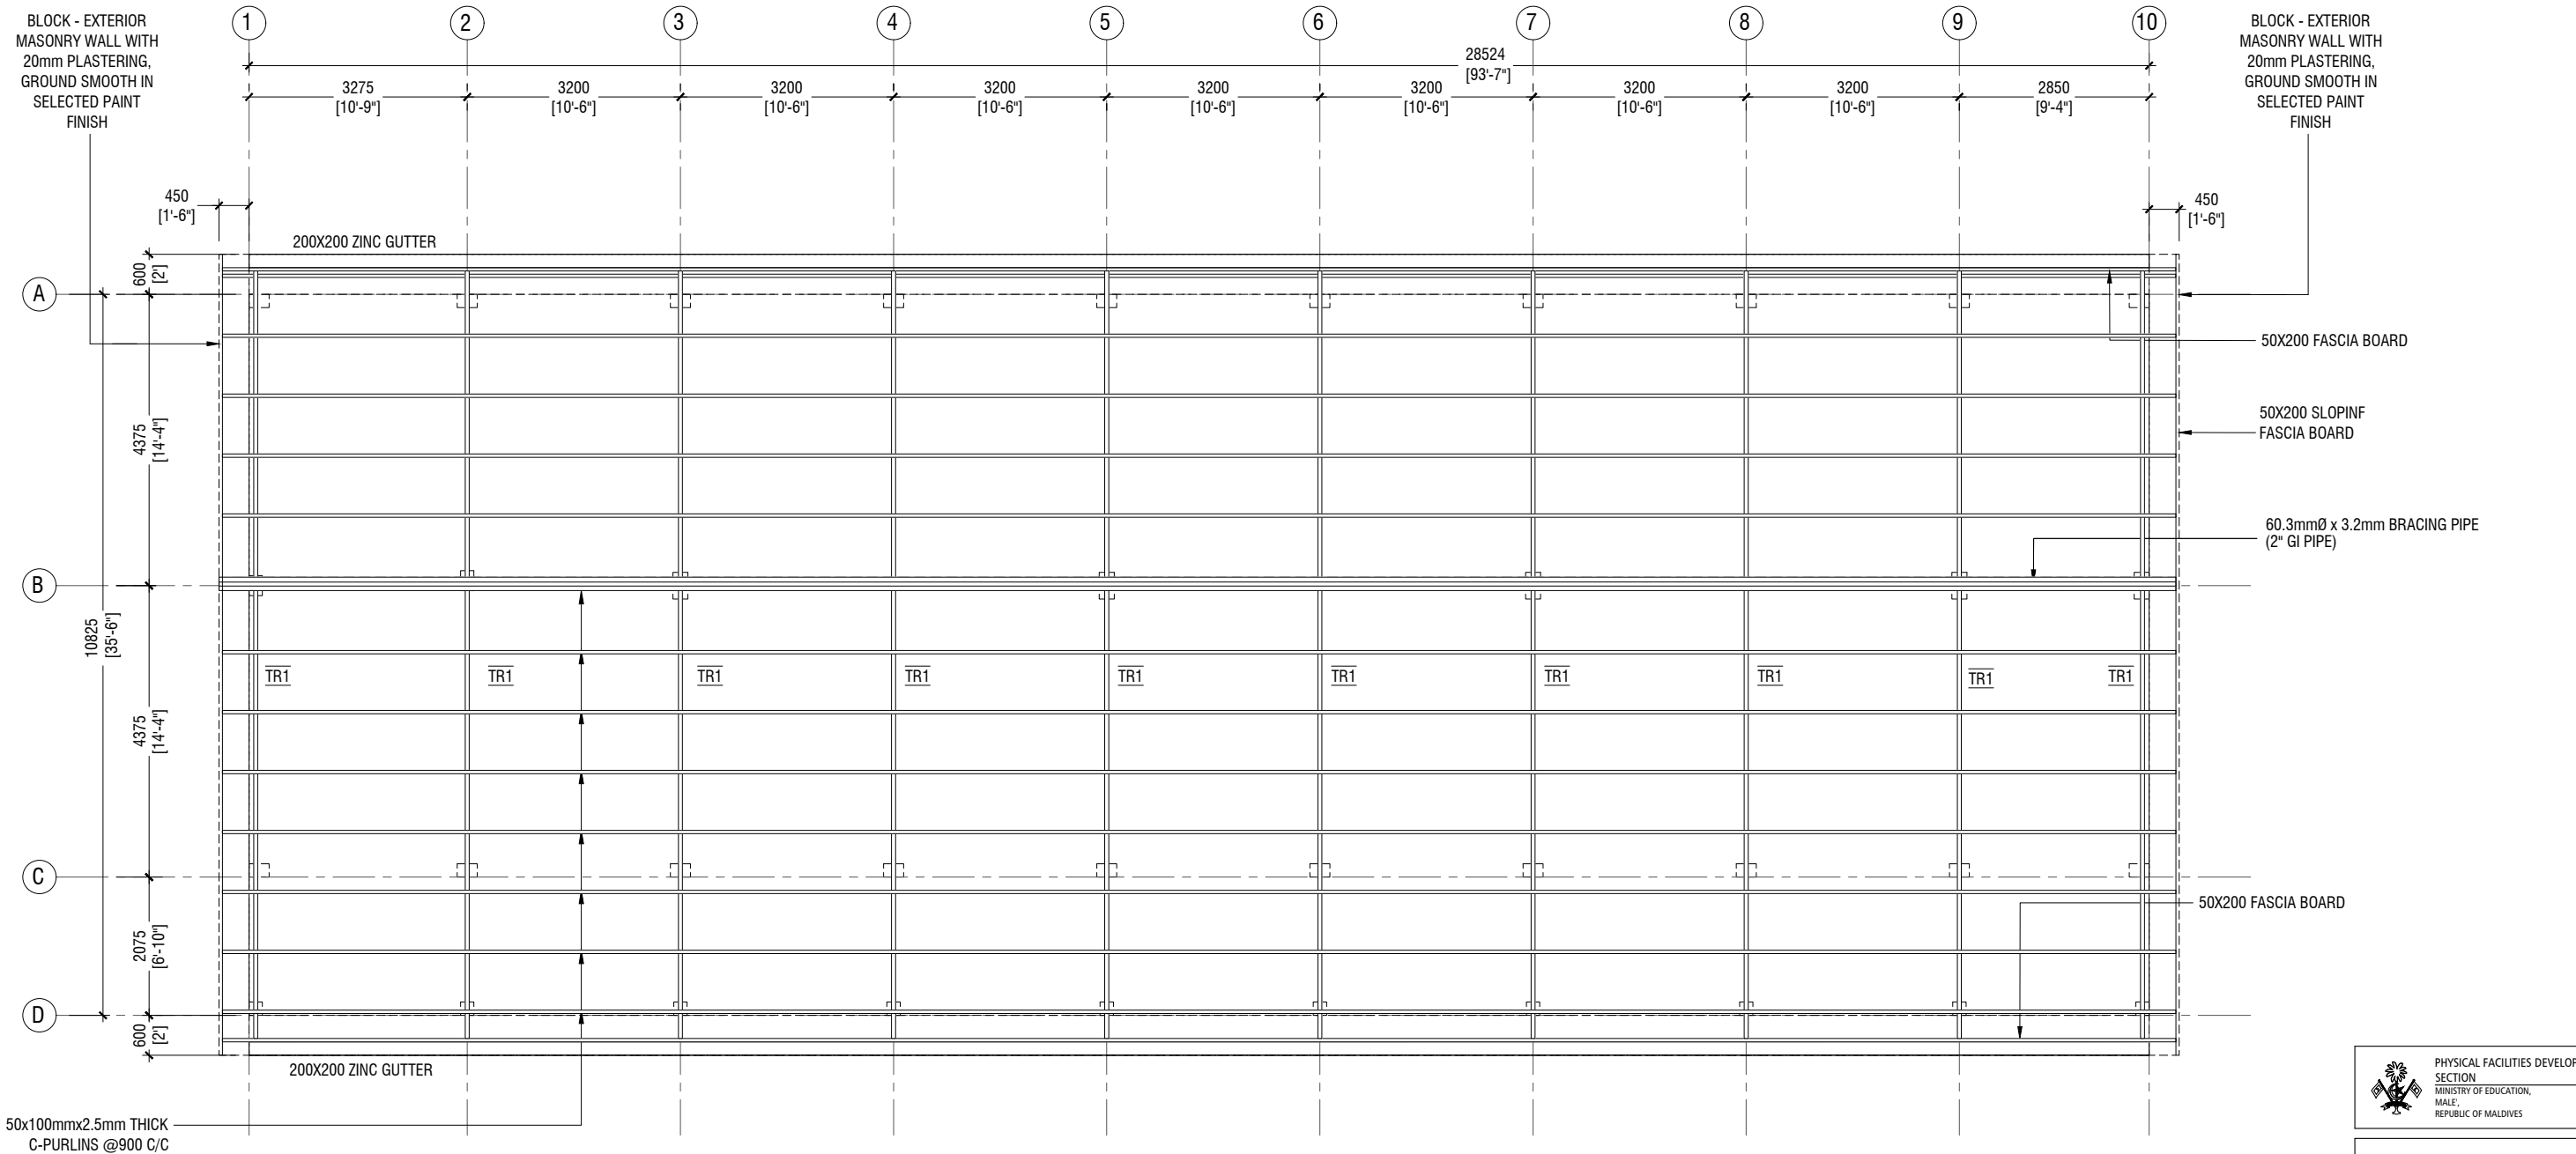 BLOCK - EXTERIOR
MASONRY WALL WITH
20mm PLASTERING,
GROUND SMOOTH IN
SELECTED PAINT
FINISH
1
2
3
4
5
6
7
8
9
10
BLOCK - EXTERIOR
MASONRY WALL WITH
20mm PLASTERING,
GROUND SMOOTH IN
SELECTED PAINT
FINISH
28524
[93'-7"]
3275
[10'-9"]
3200
[10'-6"]
3200
[10'-6"]
3200
[10'-6"]
3200
[10'-6"]
3200
[10'-6"]
3200
[10'-6"]
3200
[10'-6"]
2850
[9'-4"]
450
[1'-6"]
450
[1'-6"]
200X200 ZINC GUTTER
600
[2']
A
4375
[14'-4"]
B
10825
[35'-6"]
4375
[14'-4"]
C
2075
[6'-10"]
D
600
[2']
50X200 FASCIA BOARD
50X200 SLOPINF
FASCIA BOARD
60.3mmØ x 3.2mm BRACING PIPE
(2" GI PIPE)
TR1
TR1
TR1
TR1
TR1
TR1
TR1
TR1
TR1
TR1
50X200 FASCIA BOARD
200X200 ZINC GUTTER
50x100mmx2.5mm THICK
C-PURLINS @900 C/C
PHYSICAL FACILITIES DEVELOP
SECTION
MINISTRY OF EDUCATION,
MALE',
REPUBLIC OF MALDIVES